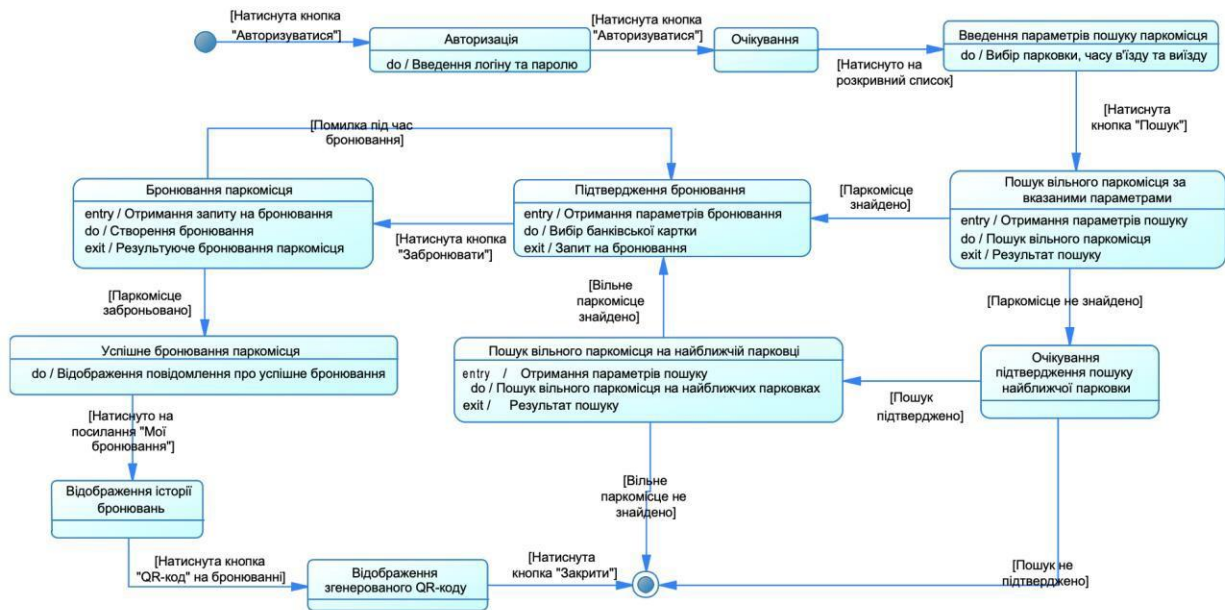 [Натиснута кнопка
"Авторизуватися"]
Авторизація
do / Введення логіну та паролю
[Натиснута кнопка
"Авторизуватися"]
Очікування
[Натиснуто на
розкривний список]
Введення параметрів пошуку паркомісця
do / Вибір парковки, часу в'їзду та виїзду
[Натиснута
кнопка "Пошук"]
[Помилка під час
бронювання]
Бронювання паркомісця
entry / Отримання запиту на бронювання
do / Створення бронювання
exit / Результуюче бронювання паркомісця
[Натиснута кнопка
"Забронювати"]
Підтвердження бронювання
entry / Отримання параметрів бронювання
do / Вибір банківської картки
exit / Запит на бронювання
[Паркомісце
знайдено]
Пошук вільного паркомісця за
вказаними параметрами
entry / Отримання параметрів пошуку
do / Пошук вільного паркомісця
exit / Результат пошуку
[Паркомісце
заброньовано]
[Вільне
паркомісце
знайдено]
[Паркомісце не знайдено]
Успішне бронювання паркомісця
do / Відображення повідомлення про успішне бронювання
Пошук вільного паркомісця на найближчій парковці
entry / Отримання параметрів пошуку
do / Пошук вільного паркомісця на найближчих парковках
exit / Результат пошуку
[Пошук
підтверджено]
Очікування
підтвердження пошуку
найближчої парковки
[Натиснуто на
посилання "Мої
бронювання"]
Відображення історії
бронювань
[Вільне
паркомісце не
знайдено]
[Натиснута кнопка
"QR-код" на бронюванні]
Відображення
згенерованого QR-коду
[Натиснута
кнопка "Закрити"]
[Пошук не
підтверджено]